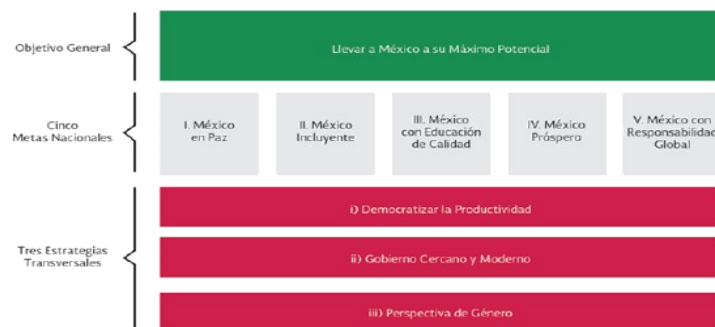 Objetivo General
Llevar a México a su Máximo Potencial
Cinco
Metas Nacionales
I. México
en Paz
II. México
Incluyente
III. México
con Educación
de Calidad
IV. México
Próspero
V. México con
Responsabilidad
Global
Tres Estrategias
Transversales
i) Democratizar la Productividad
ii) Gobierno Cercano y Moderno
iii) Perspectiva de Género